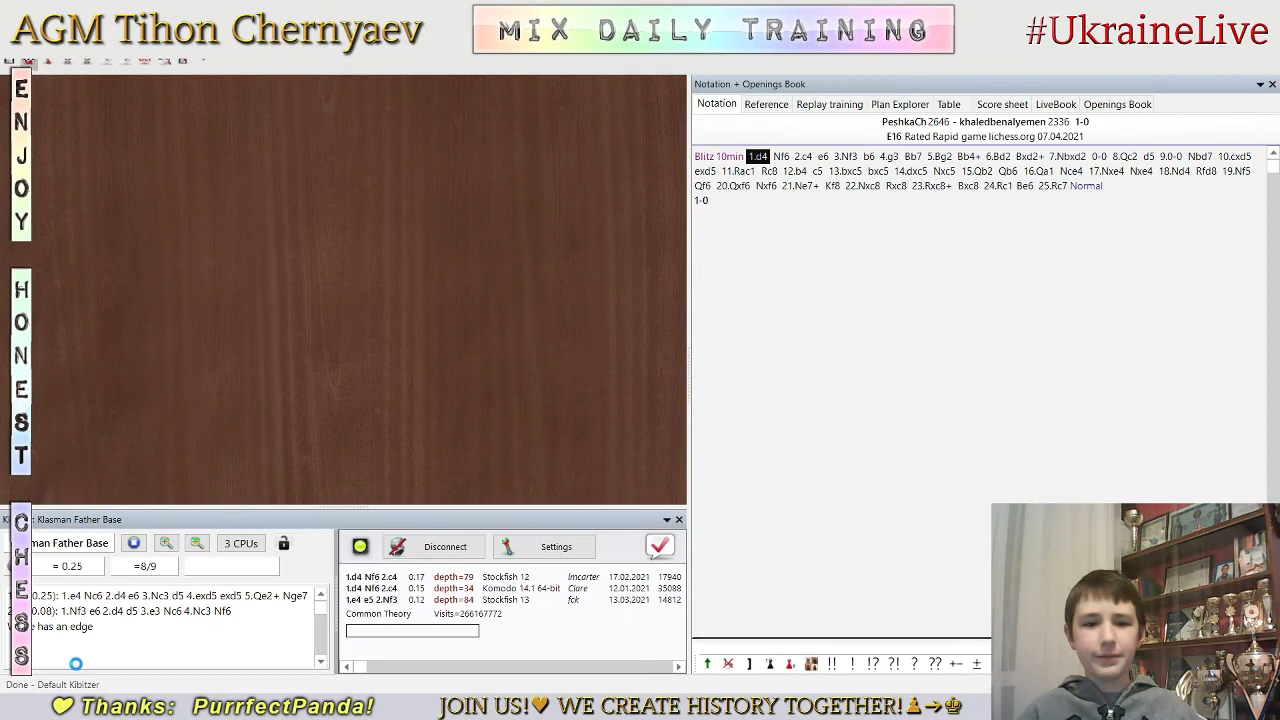 AGM Tihon Chernyaev
MIX DAILY TRAINING
#UkraineLive
ENJOY
HONEST
CHESS
Notation + Openings Book
Notation Reference Replay training Plan Explorer Table Score sheet LiveBook Openings Book
PeshkaCh 2646 - khaledbenalyemen 2336 1-0
E16 Rated Rapid game lichess.org 07.04.2021
Blitz 10min 1.d4 Nf6 2.c4 e6 3.Nf3 b6 4.g3 Bb7 5.Bg2 Bb4+ 6.Bd2 Bxd2+ 7.Nbxd2 0-0 8.Qc2 d5 9.0-0 Nbd7 10.cxd5
exd5 11.Rac1 Rc8 12.b4 c5 13.bxc5 bxc5 14.dxc5 Nxc5 15.Qb2 Qb6 16.Qa1 Nce4 17.Nxe4 Nxe4 18.Nd4 Rfd8 19.Nf5
Qf6 20.Qxf6 Nxf6 21.Ne7+ Kf8 22.Nxc8 Rxc8 23.Rxc8+ Bxc8 24.Rc1 Be6 25.Rc7 Normal
1-0
Klasman Father Base
man Father Base
3 CPUs
= 0.25 =8/9
0.25): 1.e4 Nc6 2.d4 e6 3.Nc3 d5 4.exd5 exd5 5.Qe2+ Nge7
0.08): 1.Nf3 e6 2.d4 d5 3.e3 Nc6 4.Nc3 Nf6
has an edge
Disconnect Settings
1.d4 Nf6 2.c4 0.17 depth=79 Stockfish 12 lmcarter 17.02.2021 17940
1.d4 Nf6 2.c4 0.15 depth=34 Komodo 14.1 64-bit Clare 12.01.2021 35088
1.e4 e5 2.Nf3 0.12 depth=84 Stockfish 13 fck 13.03.2021 14812
Common Theory Visits=266167772
] !! ! !? ?! ? ?? +- ±
Done - Default Kibitzer
Thanks: PurrfectPanda!
JOIN US! WE CREATE HISTORY TOGETHER!